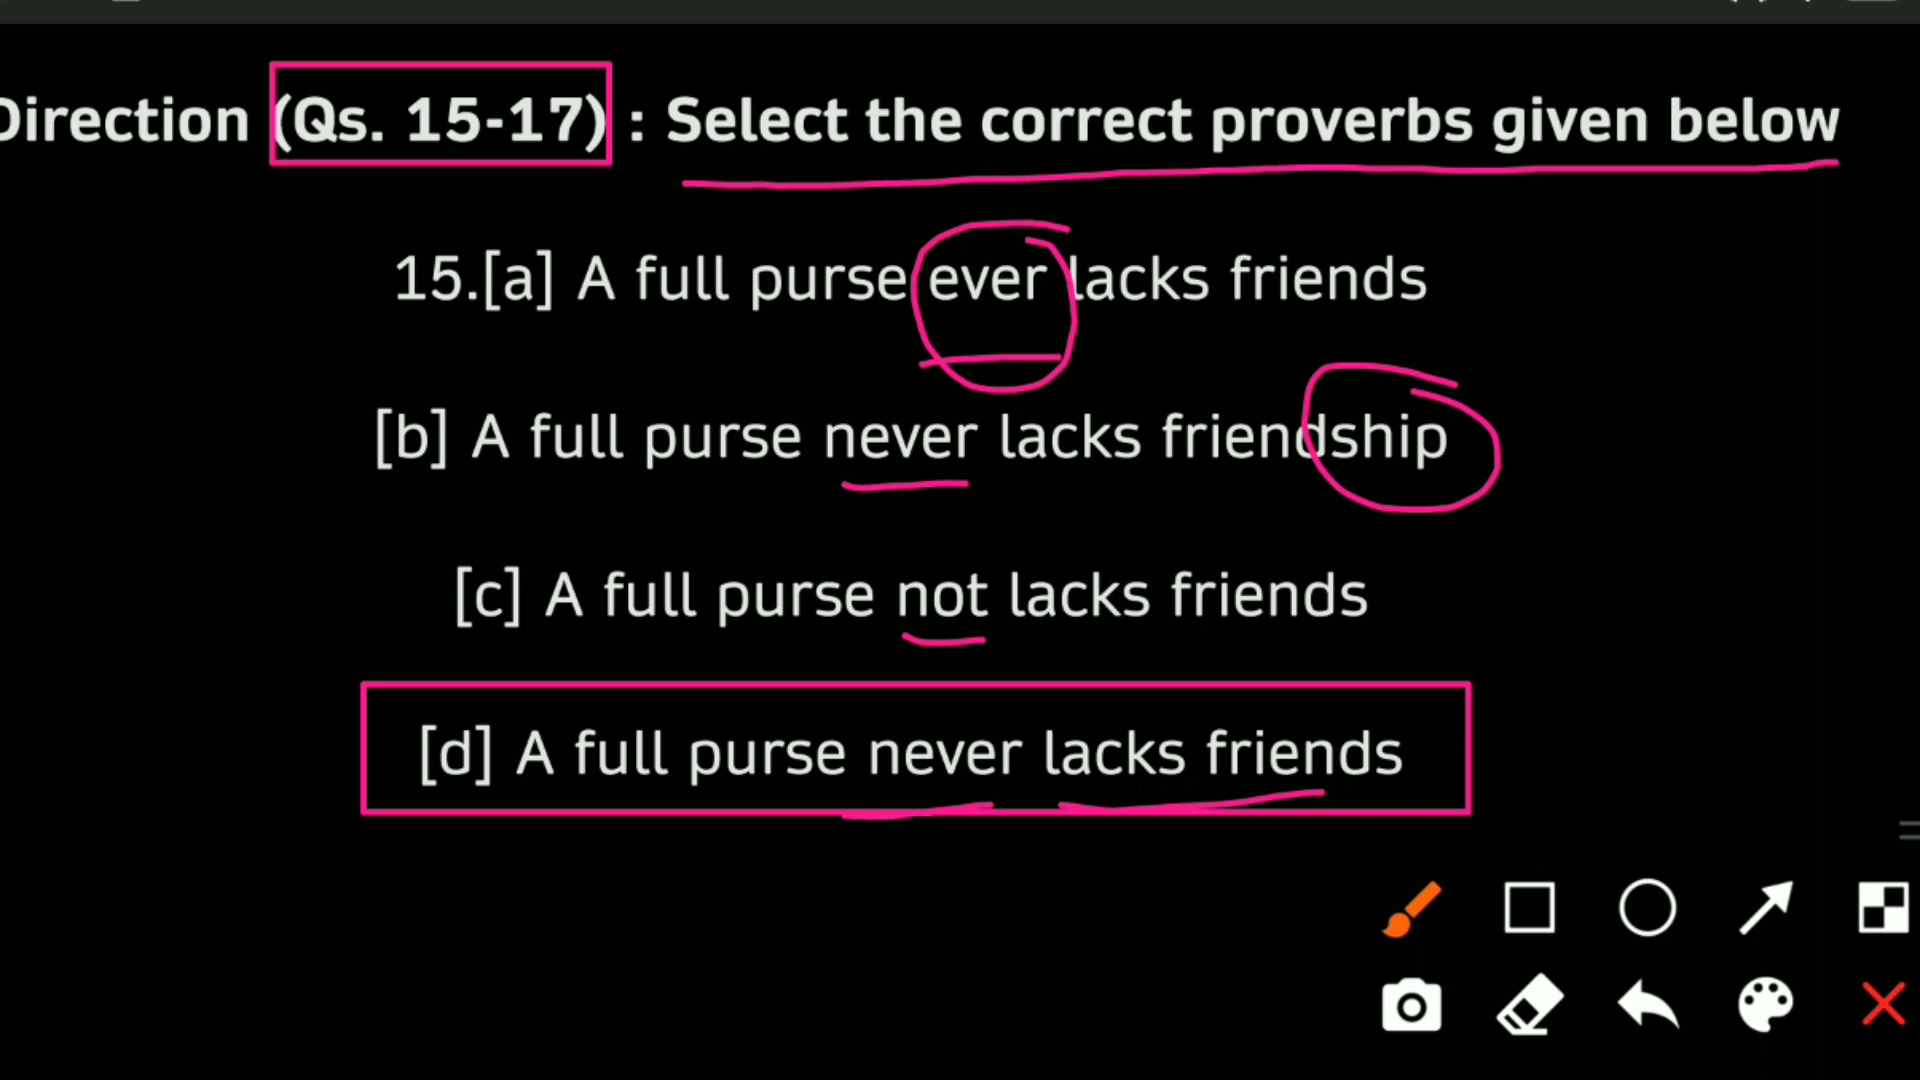 Direction (Qs. 15-17) : Select the correct proverbs given below
15.[a] A full purse ever lacks friends
[b] A full purse never lacks friendship
[c] A full purse not lacks friends
[d] A full purse never lacks friends